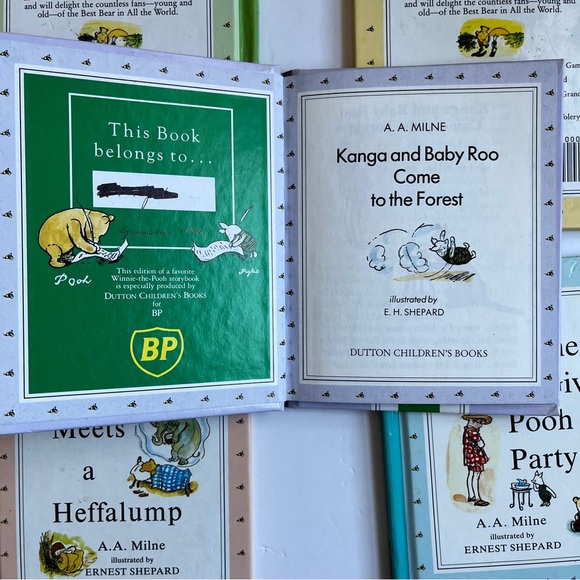 and will delight the countless fans—young and
old—of the Best Bear in All the World.
and will delight the countless fans—young and
old—of the Best Bear in All the World.
This Book
belongs to...
Pooh
Piglet
This edition of a favorite
Winnie-the-Pooh storybook
is especially produced by
DUTTON CHILDREN'S BOOKS
for
BP
BP
A. A. MILNE
Kanga and Baby Roo
Come
to the Forest
illustrated by
E. H. SHEPARD
DUTTON CHILDREN'S BOOKS
Meets
a
Heffalump
A.A. Milne
illustrated by
ERNEST SHEPARD
Pooh
Party
A.A. Milne
illustrated by
ERNEST SHEPARD